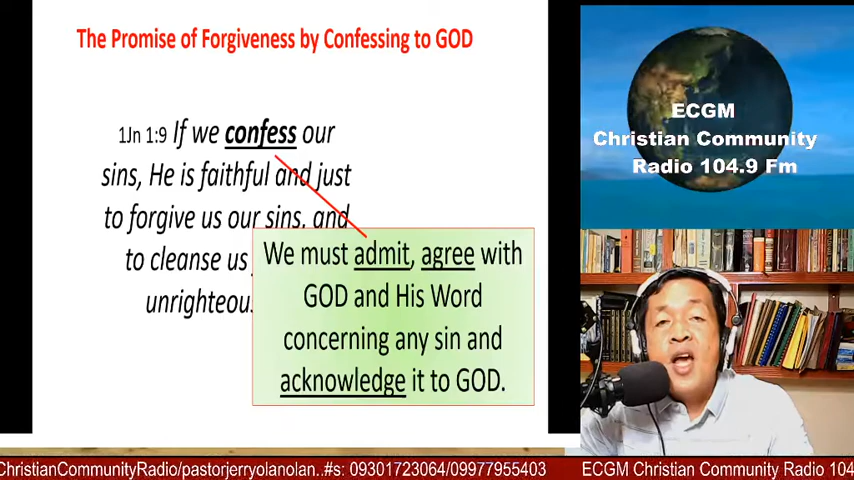 The Promise of Forgiveness by Confessing to GOD
1Jn 1:9 If we confess our
sins, He is faithful and just
to forgive us our sins, and
to cleanse us
We must admit, agree with
GOD and His Word
concerning any sin and
acknowledge it to GOD.
ECGM
Christian Community
Radio 104.9 Fm
ChristianCommunityRadio/pastorjerryolanolan..#s: 09301723064/09977955403
ECGM Christian Community Radio 104